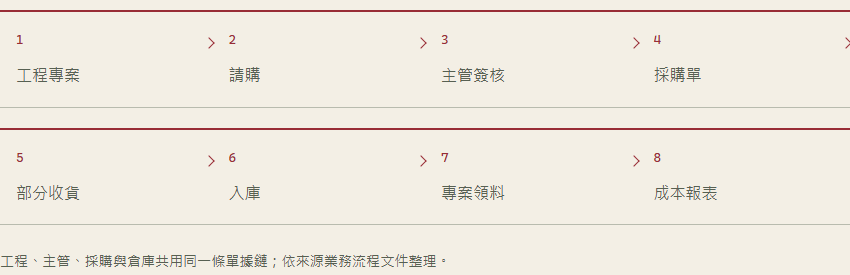 1 2 3 4
工程專案 請購 主管簽核 採購單
5 6 7 8
部分收貨 入庫 專案領料 成本報表
工程、主管、採購與倉庫共用同一條單據鏈；依來源業務流程文件整理。